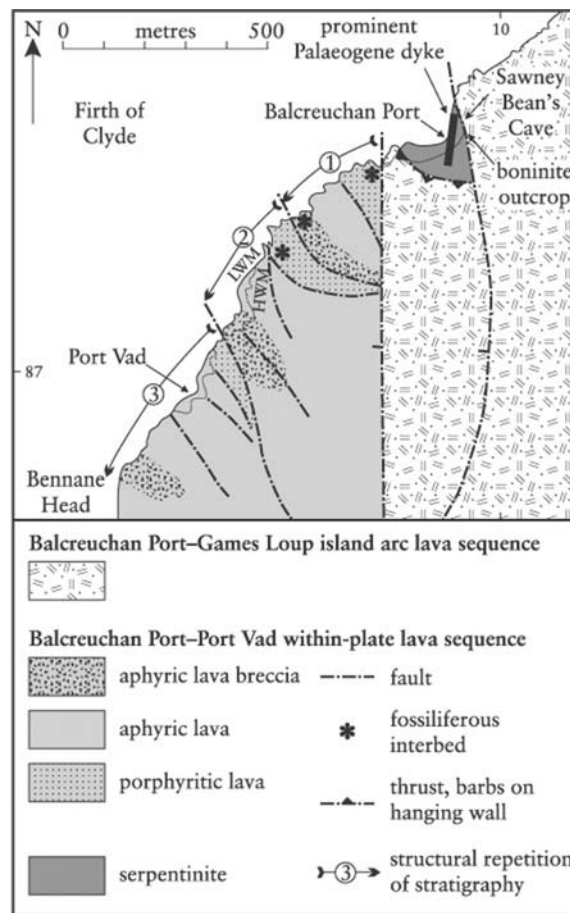 N
0 metres 500
10
prominent
Palaeogene dyke
Sawney
Bean's
Cave
Balcreuchan Port
boninite
outcrop
Firth of
Clyde
1
2
LWM
HWM
Port Vad
87
3
Bennane
Head
Balcreuchan Port–Games Loup island arc lava sequence
Balcreuchan Port–Port Vad within-plate lava sequence
aphyric lava breccia
fault
aphyric lava
fossiliferous
interbed
porphyritic lava
thrust, barbs on
hanging wall
serpentinite
3
structural repetition
of stratigraphy